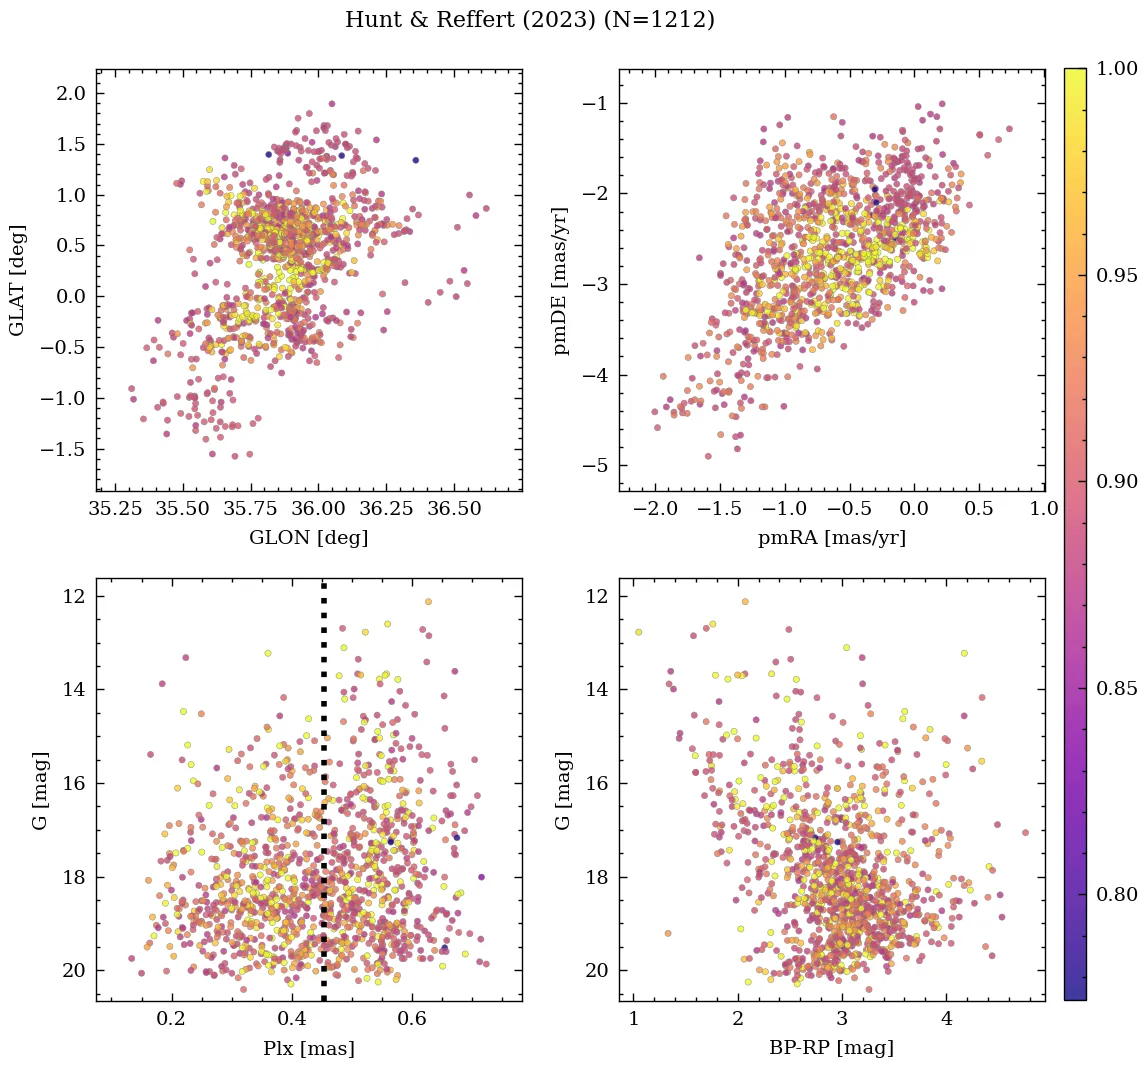 Hunt & Reffert (2023) (N=1212)
2.0
1.5
1.0
0.5
0.0
−0.5
−1.0
−1.5
GLAT [deg]
35.25 35.50 35.75 36.00 36.25 36.50
GLON [deg]
−1
−2
−3
−4
−5
pmDE [mas/yr]
−2.0 −1.5 −1.0 −0.5 0.0 0.5 1.0
pmRA [mas/yr]
12
14
16
18
20
G [mag]
0.2 0.4 0.6
Plx [mas]
12
14
16
18
20
G [mag]
1 2 3 4
BP-RP [mag]
1.00
0.95
0.90
0.85
0.80